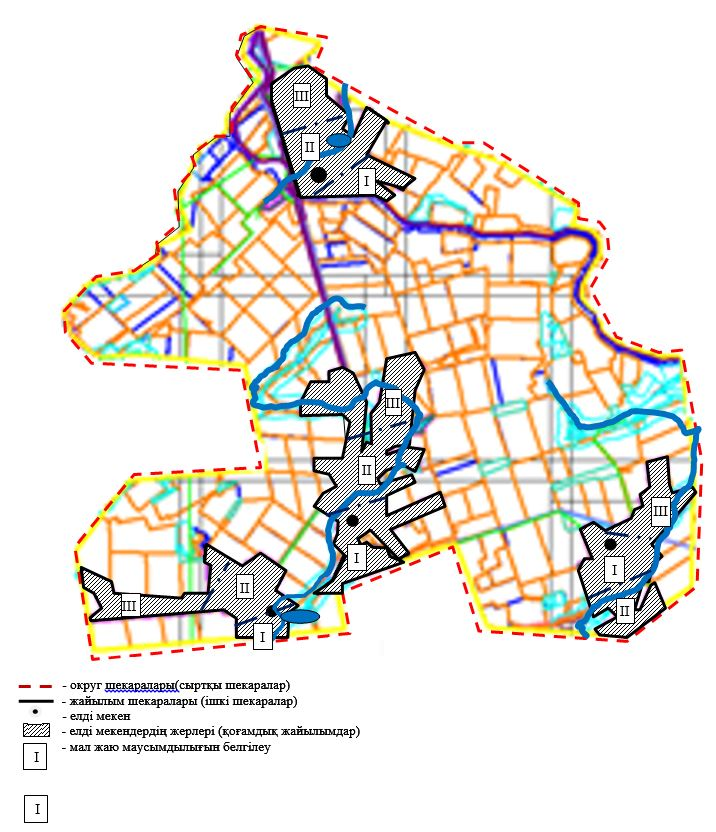 III
II
I
III
II
I
III
I
II
II
III
I
- округ шекаралары(сыртқы шекаралар)
- жайылым шекаралары (ішкі шекаралар)
- елді мекен
- елді мекендердің жерлері (қоғамдық жайылымдар)
- мал жаю маусымдылығын белгілеу
I
I